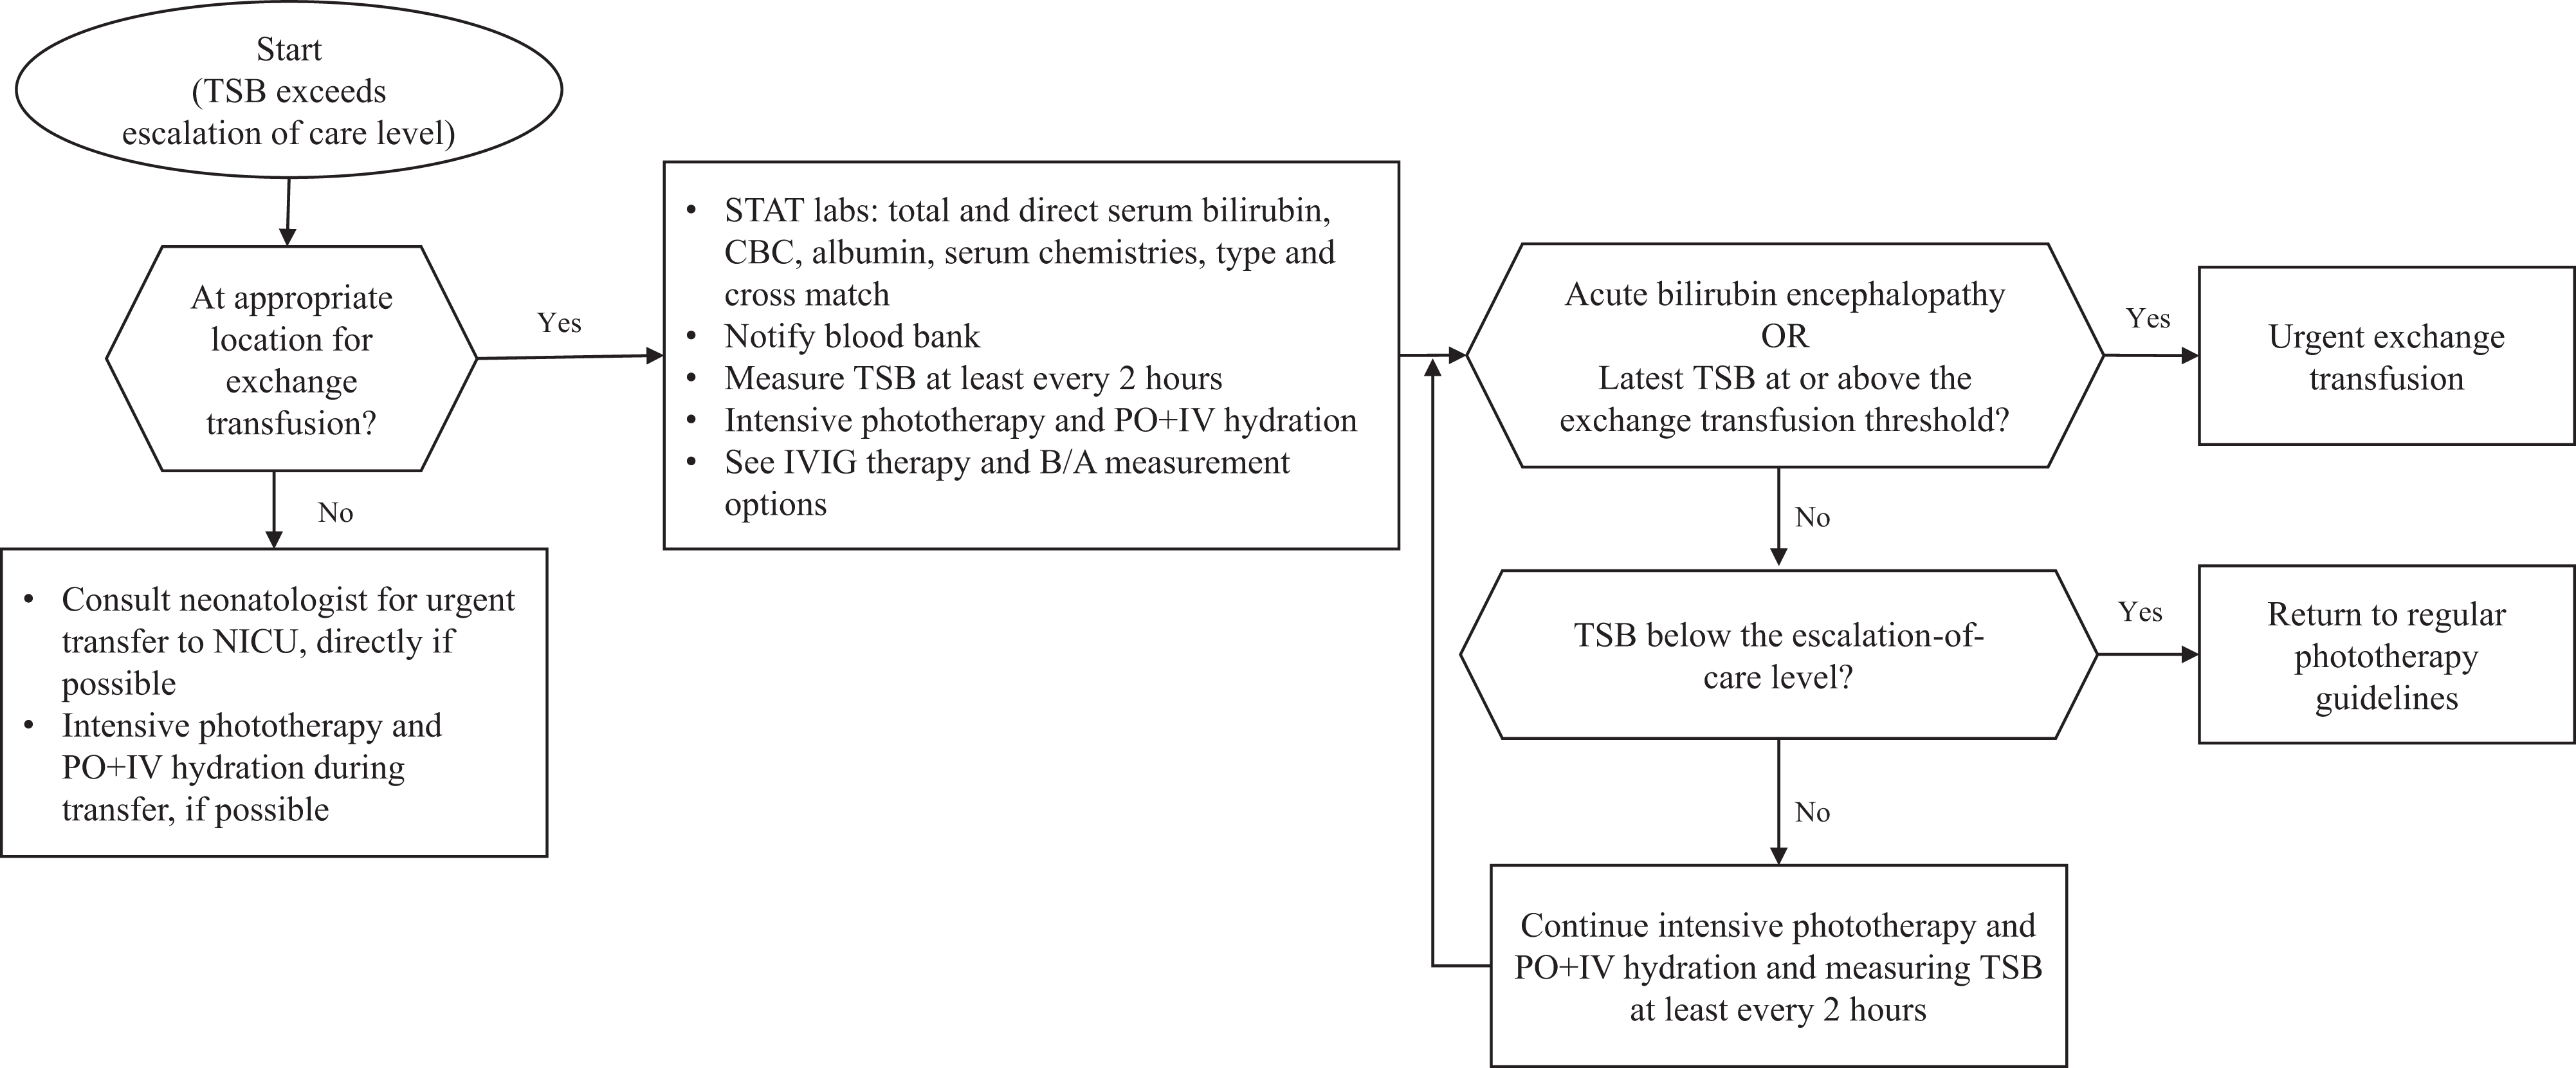 Start
(TSB exceeds
escalation of care level)
At appropriate
location for
exchange
transfusion?
Yes
No
• Consult neonatologist for urgent
transfer to NICU, directly if
possible
• Intensive phototherapy and
PO+IV hydration during
transfer, if possible
• STAT labs: total and direct serum bilirubin,
CBC, albumin, serum chemistries, type and
cross match
• Notify blood bank
• Measure TSB at least every 2 hours
• Intensive phototherapy and PO+IV hydration
• See IVIG therapy and B/A measurement
options
Acute bilirubin encephalopathy
OR
Latest TSB at or above the
exchange transfusion threshold?
Yes
Urgent exchange
transfusion
No
TSB below the escalation-of-
care level?
Yes
Return to regular
phototherapy
guidelines
No
Continue intensive phototherapy and
PO+IV hydration and measuring TSB
at least every 2 hours